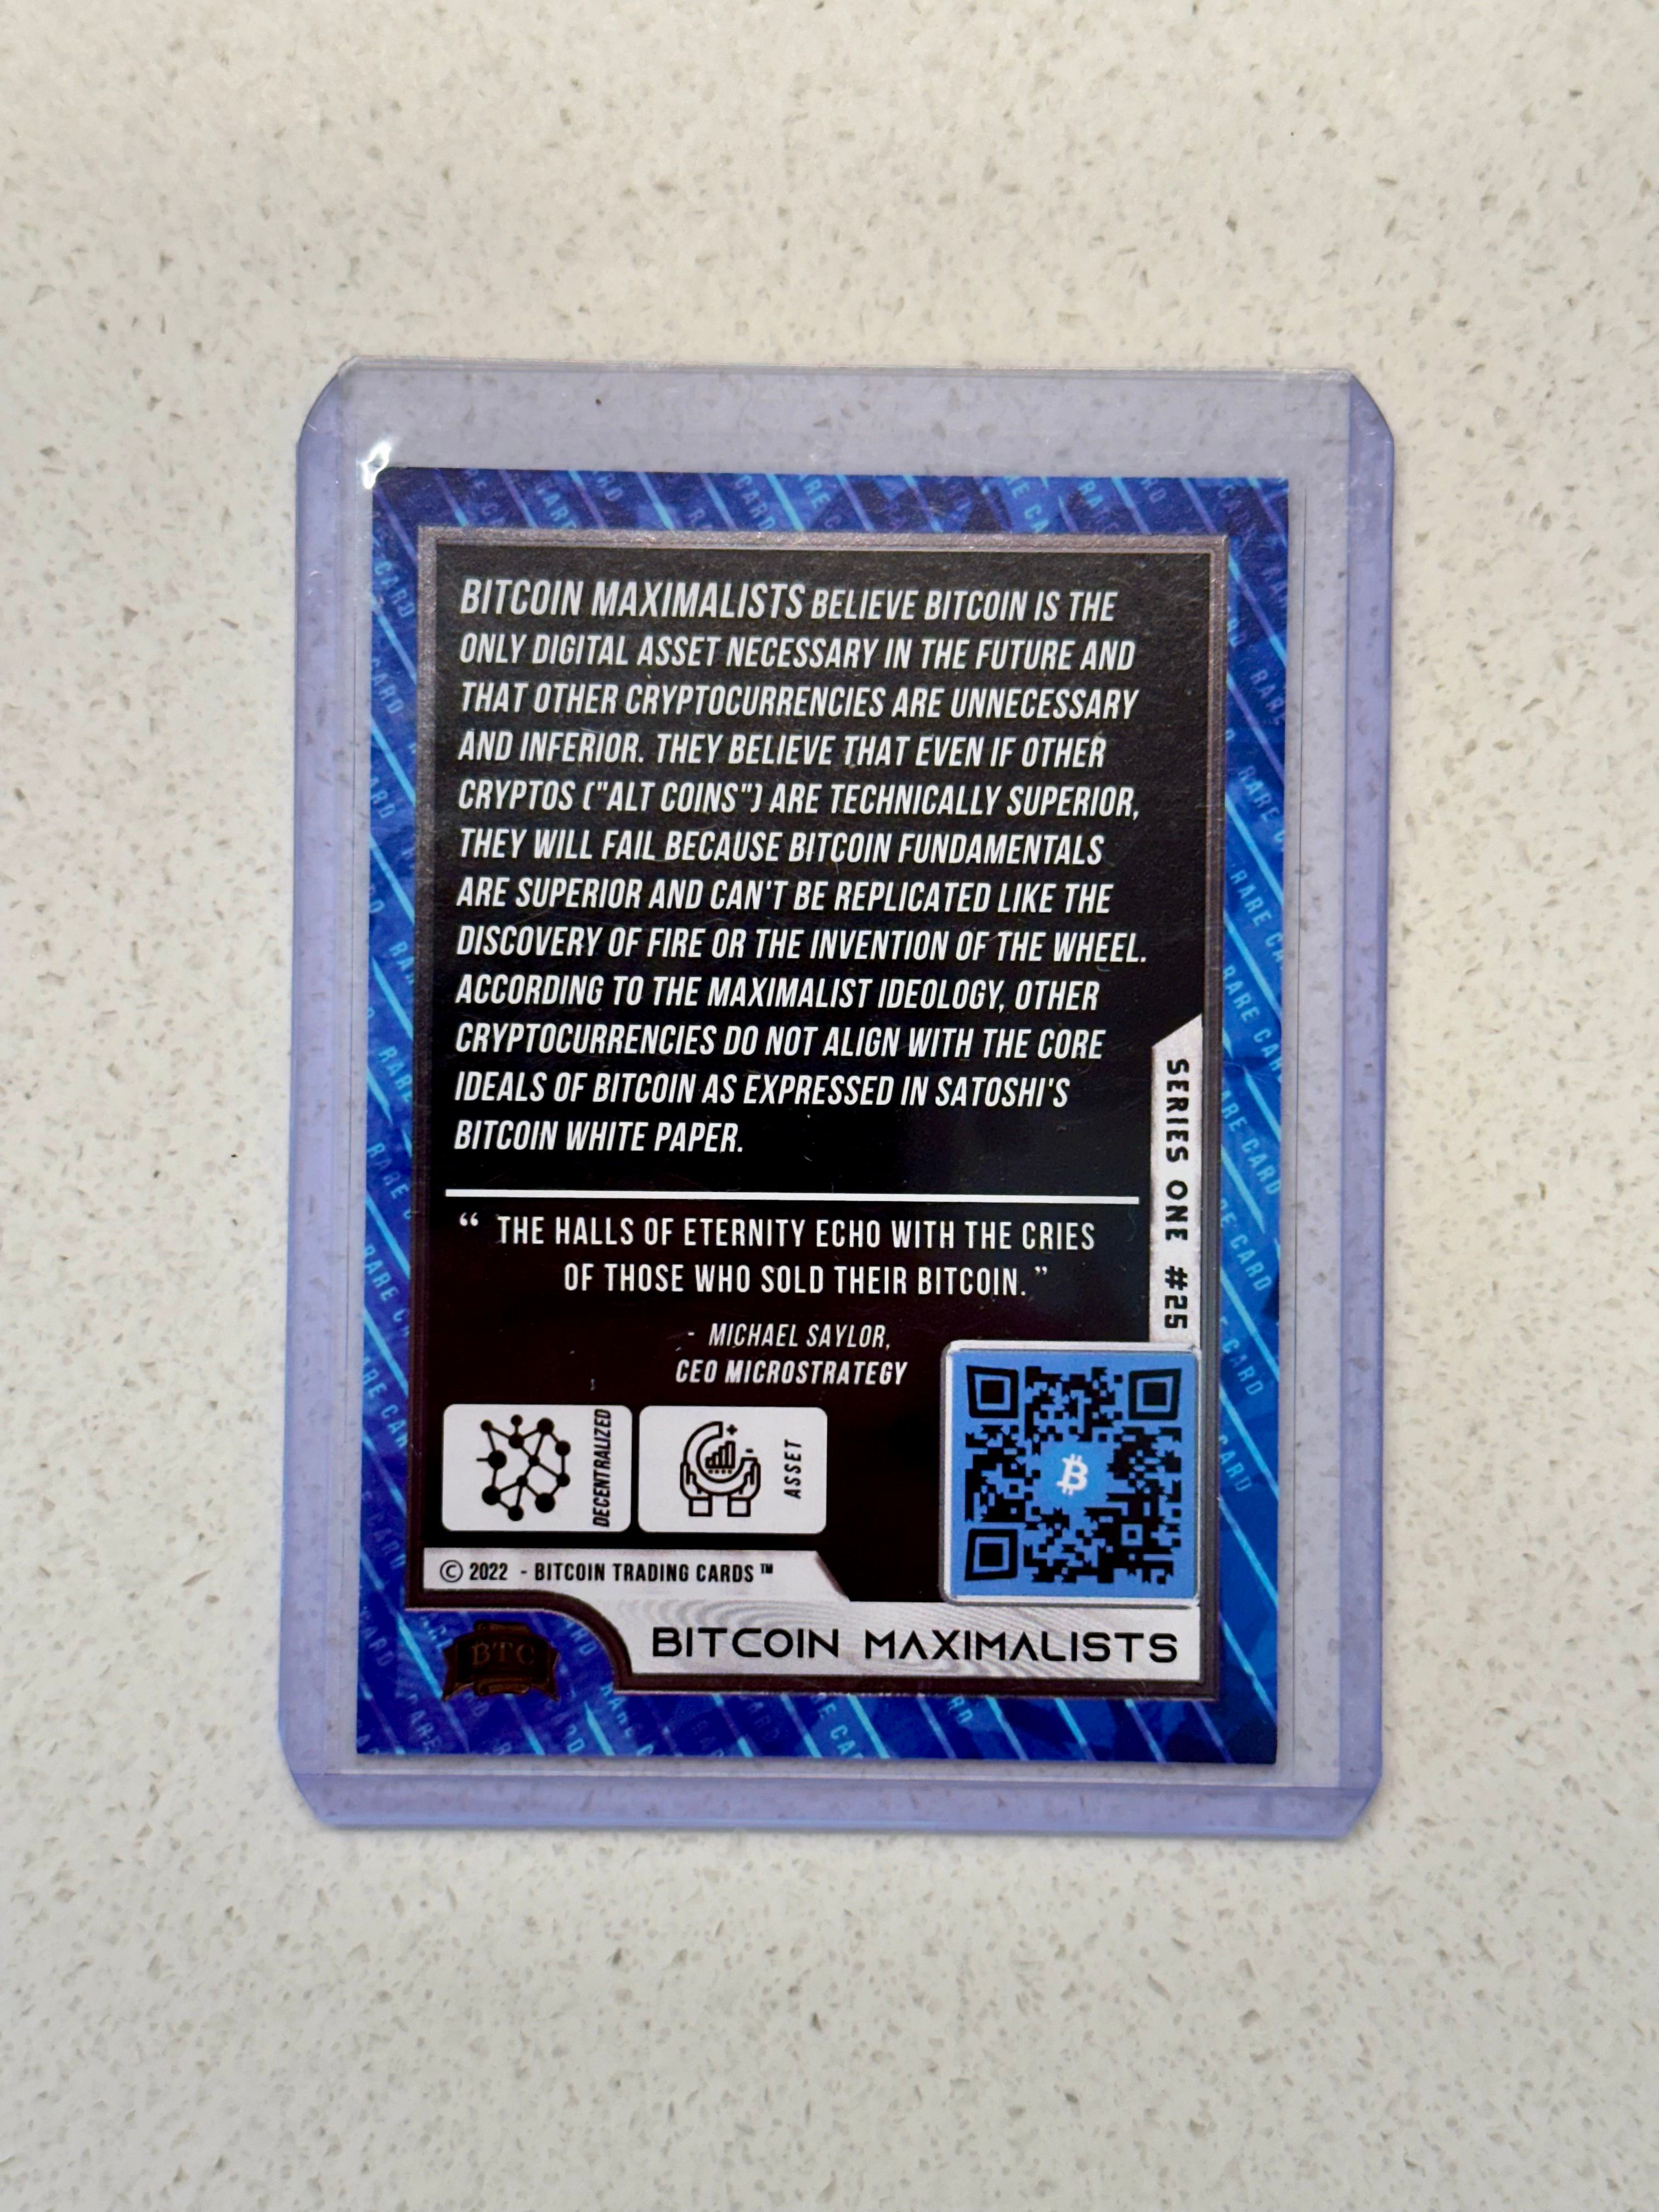 BITCOIN MAXIMALISTS BELIEVE BITCOIN IS THE
ONLY DIGITAL ASSET NECESSARY IN THE FUTURE AND
THAT OTHER CRYPTOCURRENCIES ARE UNNECESSARY
AND INFERIOR. THEY BELIEVE THAT EVEN IF OTHER
CRYPTOS ("ALT COINS") ARE TECHNICALLY SUPERIOR,
THEY WILL FAIL BECAUSE BITCOIN FUNDAMENTALS
ARE SUPERIOR AND CAN'T BE REPLICATED LIKE THE
DISCOVERY OF FIRE OR THE INVENTION OF THE WHEEL.
ACCORDING TO THE MAXIMALIST IDEOLOGY, OTHER
CRYPTOCURRENCIES DO NOT ALIGN WITH THE CORE
IDEALS OF BITCOIN AS EXPRESSED IN SATOSHI'S
BITCOIN WHITE PAPER.
SERIES ONE #25
“ THE HALLS OF ETERNITY ECHO WITH THE CRIES
OF THOSE WHO SOLD THEIR BITCOIN. ”
- MICHAEL SAYLOR,
CEO MICROSTRATEGY
DECENTRALIZED
ASSET
© 2022 - BITCOIN TRADING CARDS ™
BTC
BITCOIN MAXIMALISTS
RARE CARD